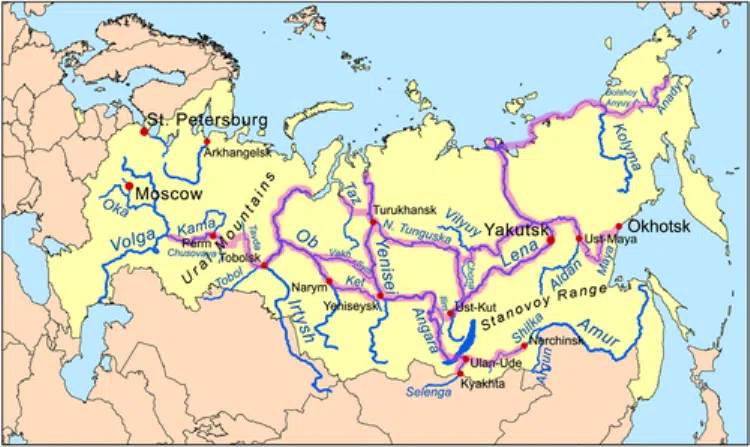 St. Petersburg
Arkhangelsk
Moscow
Oka
Volga
Kama
Perm
Chusovaya
Ural Mountains
Tavda
Tobolsk
Tobol
Irtysh
Ob
Narym
Ket
Taz
Turukhansk
Yenisei
Yeniseysk
N. Tunguska
Vilyuy
Chona
Angara
Ilim
Ust-Kut
Lena
Yakutsk
Aldan
Ust-Maya
Maya
Okhotsk
Stanovoy Range
Bolshoy
Anyuy
Anadyr
Kolyma
Shilka
Nerchinsk
Argun
Amur
Ulan-Ude
Kyakhta
Selenga